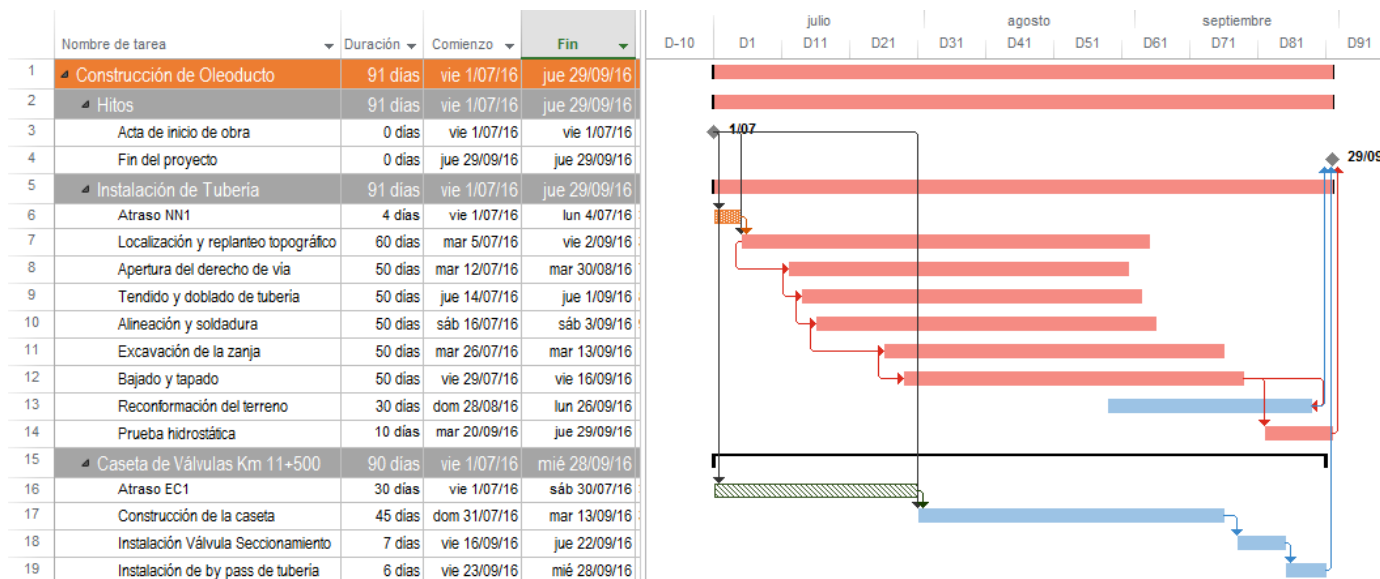 julio agosto septiembre
Nombre de tarea Duración Comienzo Fin D-10 D1 D11 D21 D31 D41 D51 D61 D71 D81 D91
1 Construcción de Oleoducto 91 días vie 1/07/16 jue 29/09/16
2 Hitos 91 días vie 1/07/16 jue 29/09/16
3 Acta de inicio de obra 0 días vie 1/07/16 vie 1/07/16 1/07
4 Fin del proyecto 0 días jue 29/09/16 jue 29/09/16 29/09
5 Instalación de Tubería 91 días vie 1/07/16 jue 29/09/16
6 Atraso NN1 4 días vie 1/07/16 lun 4/07/16
7 Localización y replanteo topográfico 60 días mar 5/07/16 vie 2/09/16
8 Apertura del derecho de vía 50 días mar 12/07/16 mar 30/08/16
9 Tendido y doblado de tubería 50 días jue 14/07/16 jue 1/09/16
10 Alineación y soldadura 50 días sáb 16/07/16 sáb 3/09/16
11 Excavación de la zanja 50 días mar 26/07/16 mar 13/09/16
12 Bajado y tapado 50 días vie 29/07/16 vie 16/09/16
13 Reconformación del terreno 30 días dom 28/08/16 lun 26/09/16
14 Prueba hidrostática 10 días mar 20/09/16 jue 29/09/16
15 Caseta de Válvulas Km 11+500 90 días vie 1/07/16 mié 28/09/16
16 Atraso EC1 30 días vie 1/07/16 sáb 30/07/16
17 Construcción de la caseta 45 días dom 31/07/16 mar 13/09/16
18 Instalación Válvula Seccionamiento 7 días vie 16/09/16 jue 22/09/16
19 Instalación de by pass de tubería 6 días vie 23/09/16 mié 28/09/16